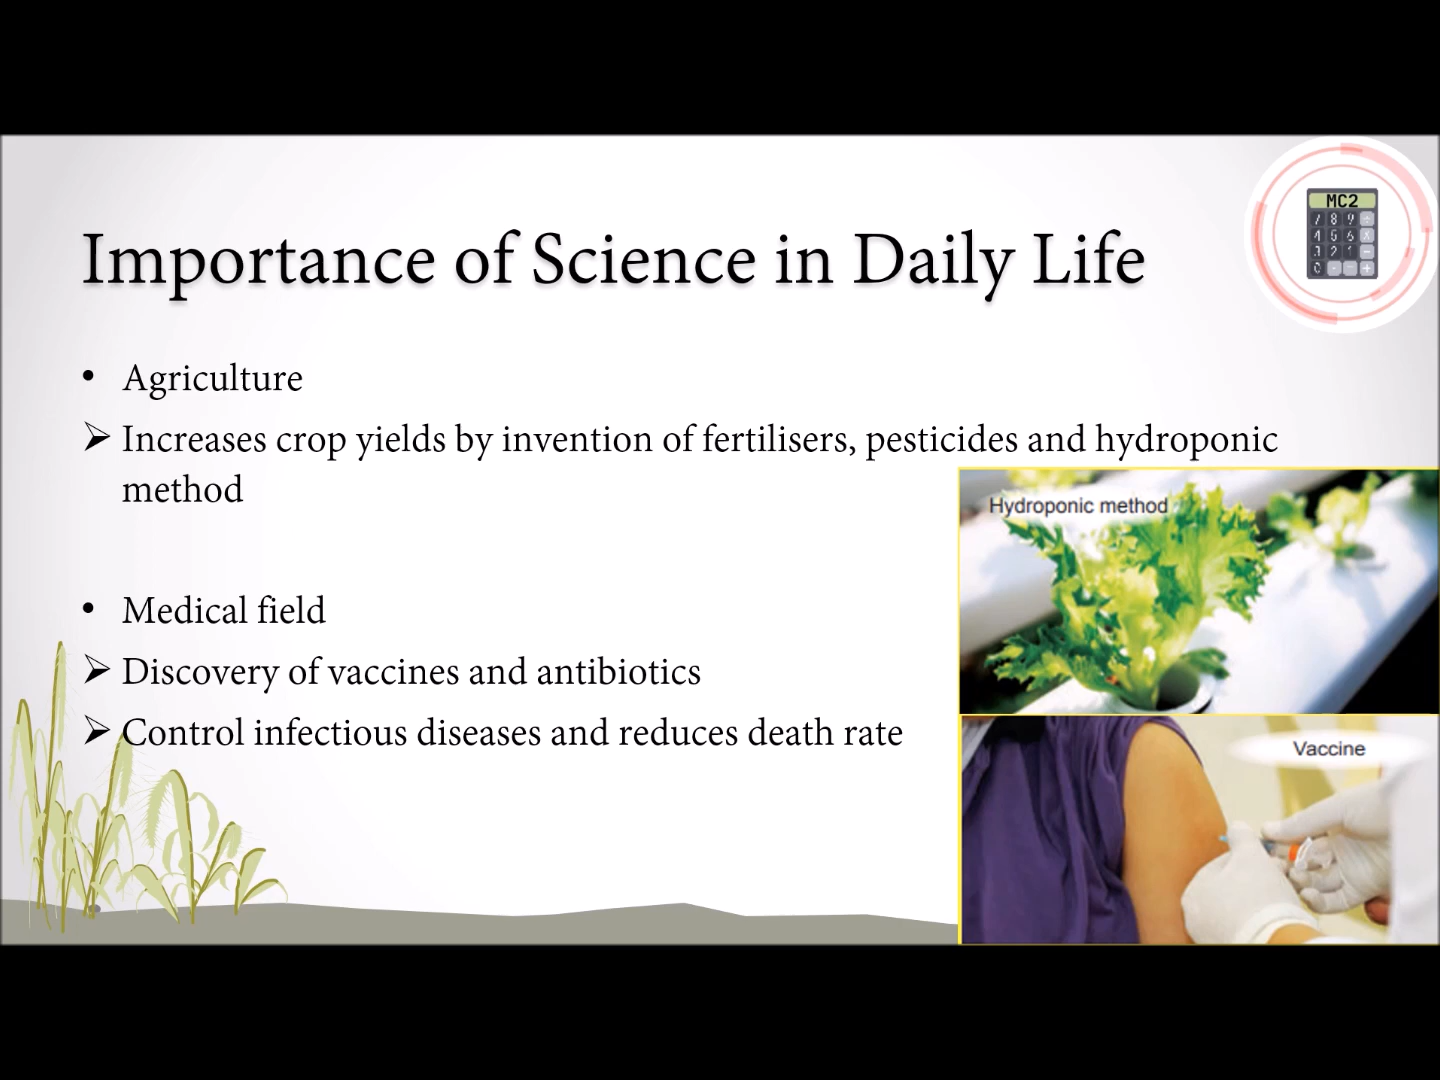 MC2
Importance of Science in Daily Life
• Agriculture
➢ Increases crop yields by invention of fertilisers, pesticides and hydroponic
method
Hydroponic method
• Medical field
➢ Discovery of vaccines and antibiotics
➢ Control infectious diseases and reduces death rate
Vaccine